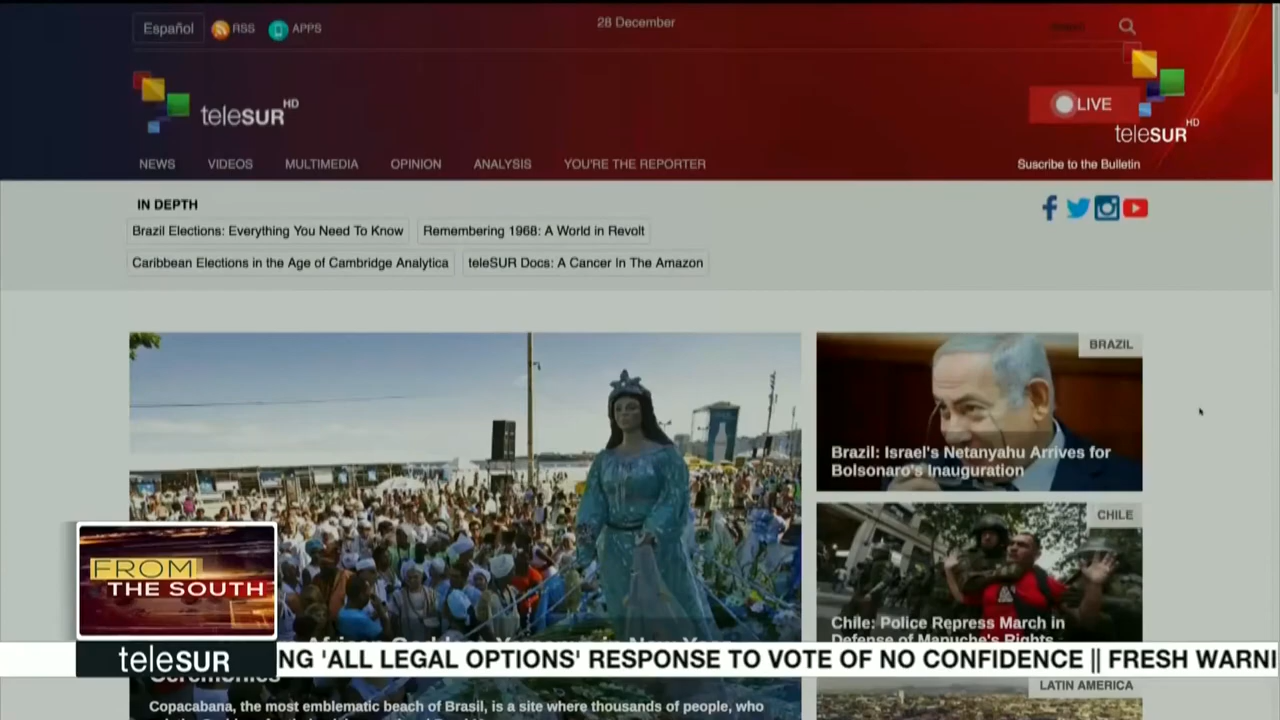 Español
RSS
APPS
28 December
teleSUR HD
LIVE
teleSUR HD
NEWS
VIDEOS
MULTIMEDIA
OPINION
ANALYSIS
YOU'RE THE REPORTER
Suscribe to the Bulletin
IN DEPTH
Brazil Elections: Everything You Need To Know
Remembering 1968: A World in Revolt
Caribbean Elections in the Age of Cambridge Analytica
teleSUR Docs: A Cancer In The Amazon
BRAZIL
Brazil: Israel's Netanyahu Arrives for
Bolsonaro's Inauguration
CHILE
Chile: Police Repress March in
Defense of Mapuche's Rights
FROM
THE SOUTH
teleSUR
NG 'ALL LEGAL OPTIONS' RESPONSE TO VOTE OF NO CONFIDENCE || FRESH WARNI
Ceremonies
LATIN AMERICA
Copacabana, the most emblematic beach of Brasil, is a site where thousands of people, who